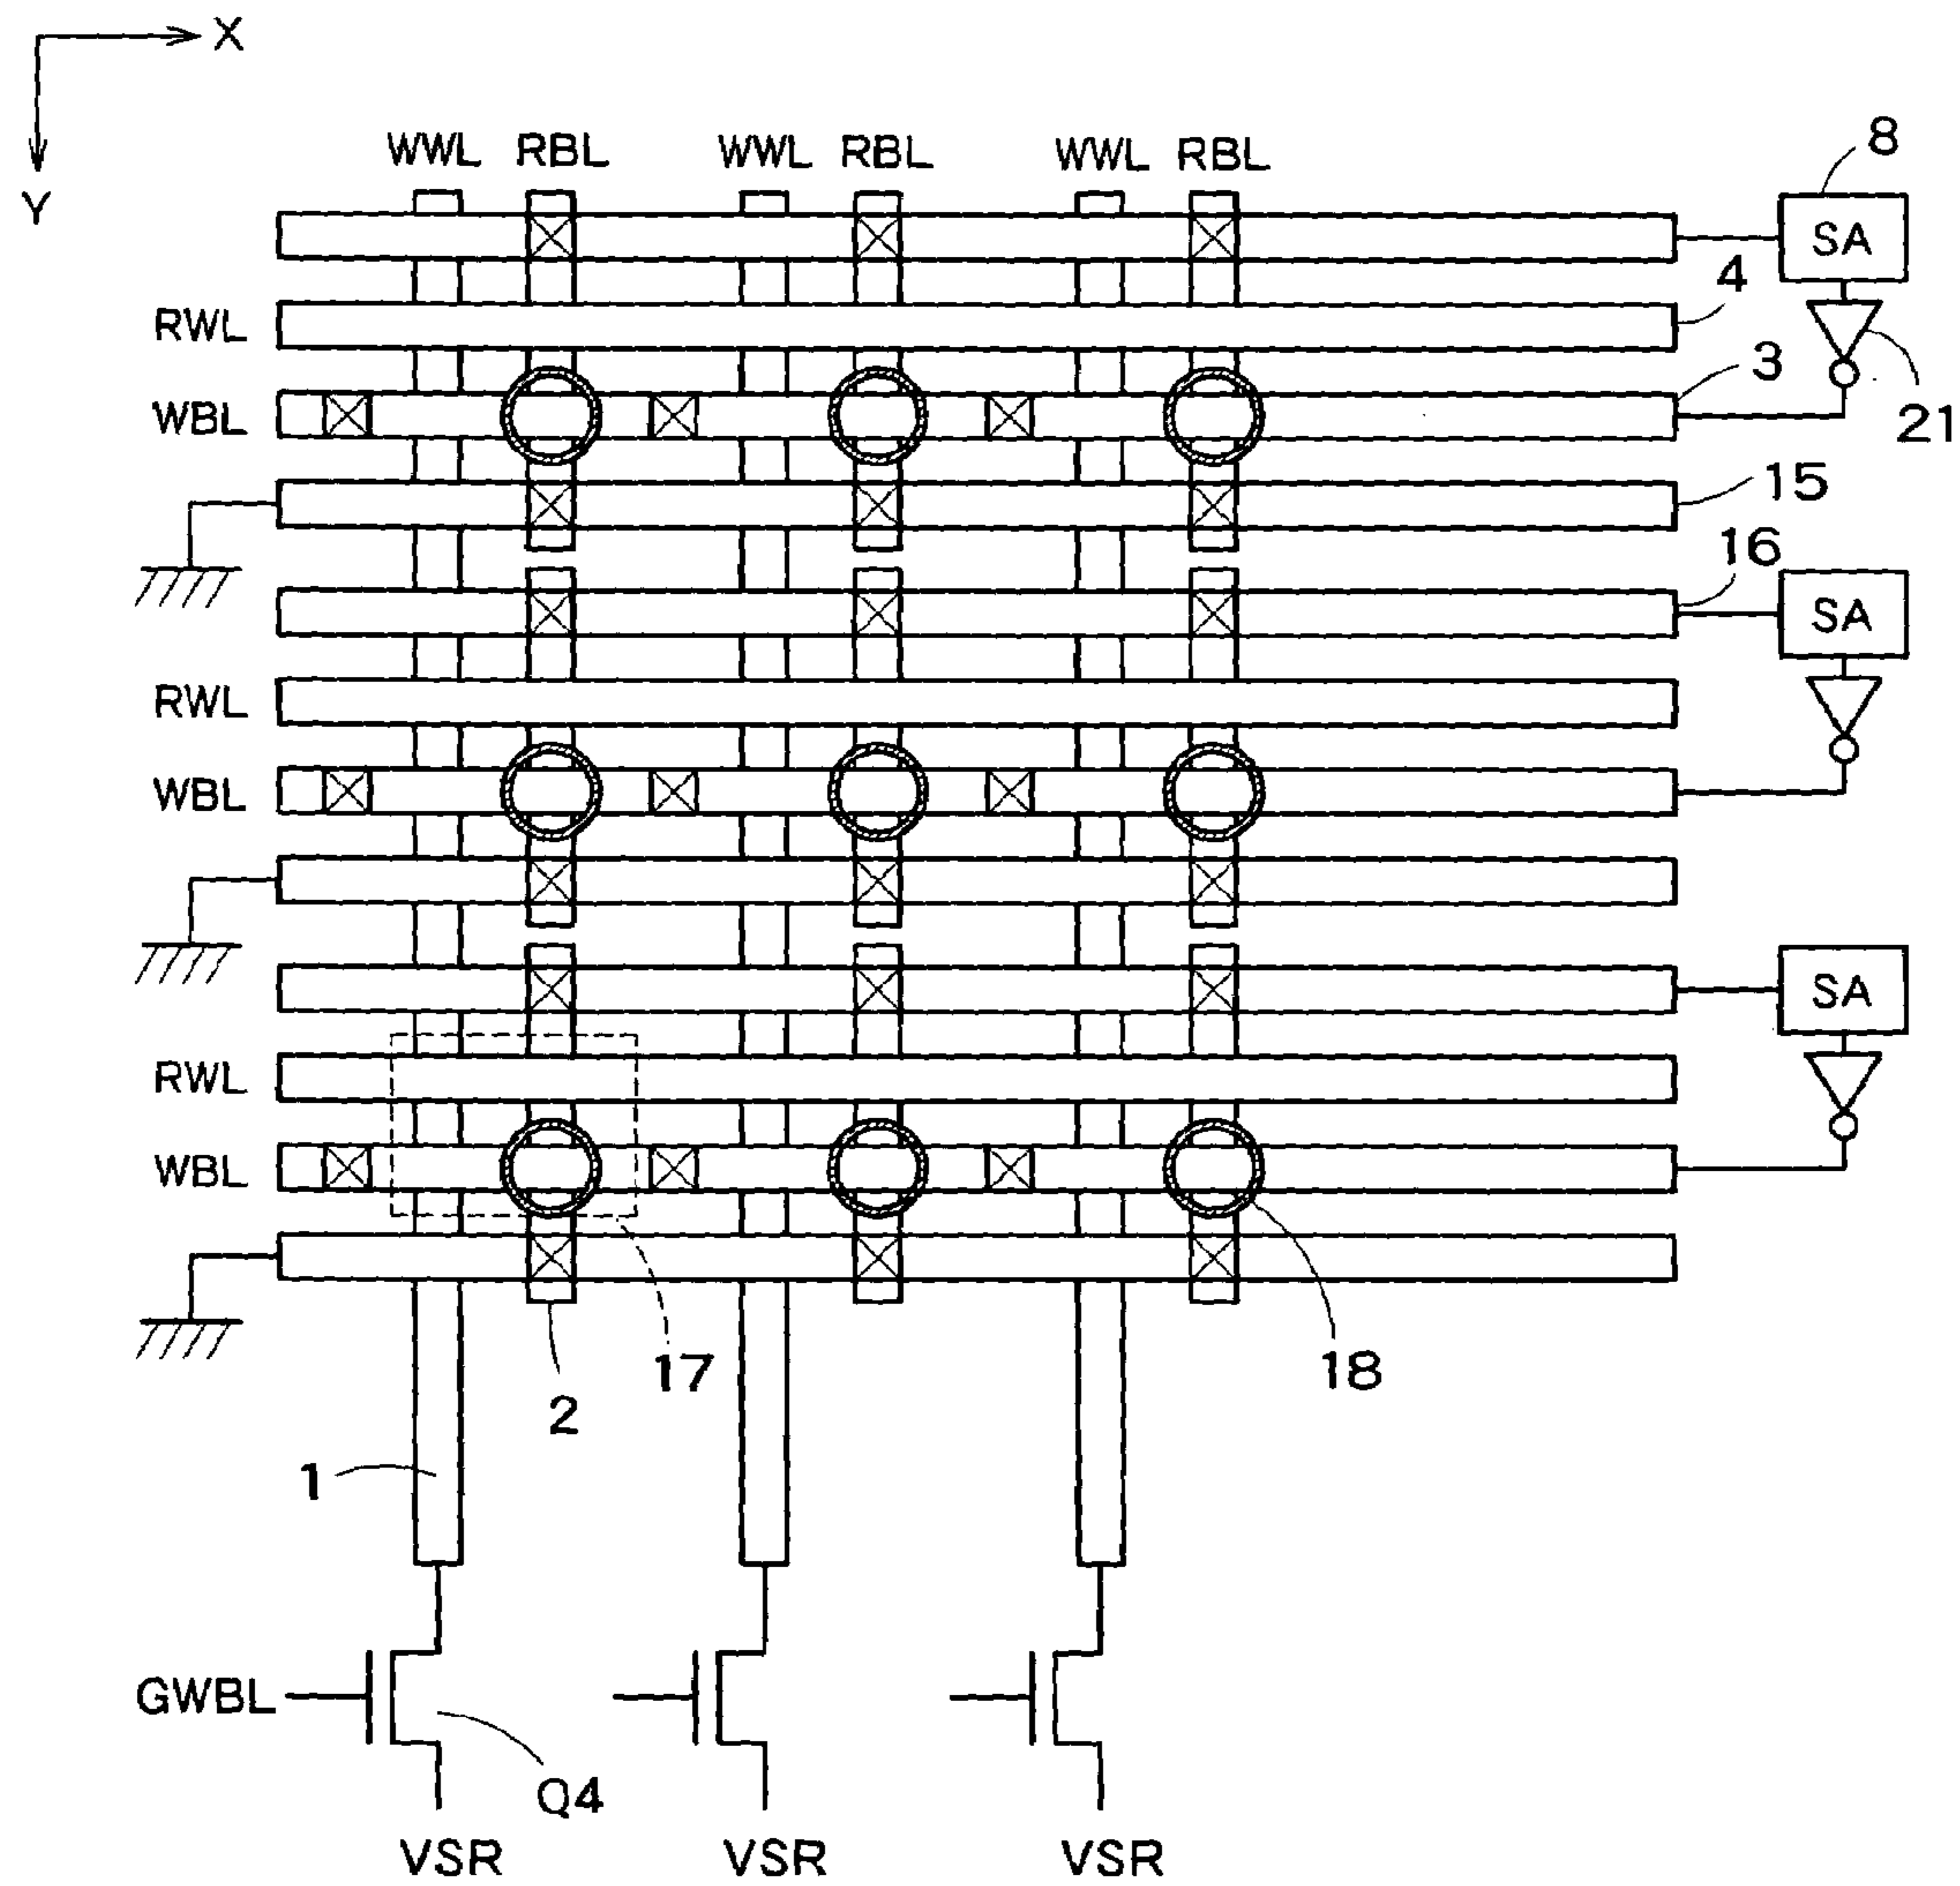 X
Y
WWL RBL WWL RBL WWL RBL
8
SA
4
RWL
3
WBL
21
15
16
SA
RWL
WBL
SA
RWL
WBL
17
18
2
1
GWBL
Q4
VSR VSR VSR